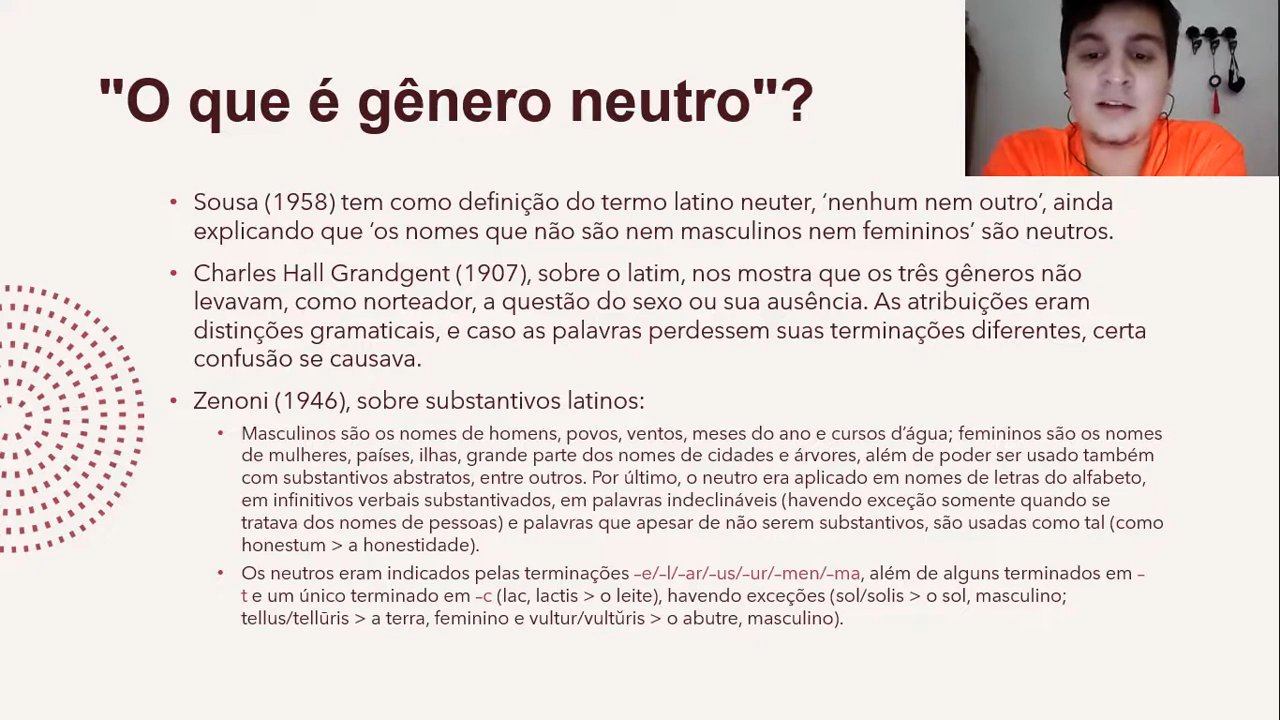 "O que é gênero neutro"?
• Sousa (1958) tem como definição do termo latino neuter, ‘nenhum nem outro’, ainda
explicando que ‘os nomes que não são nem masculinos nem femininos’ são neutros.
• Charles Hall Grandgent (1907), sobre o latim, nos mostra que os três gêneros não
levavam, como norteador, a questão do sexo ou sua ausência. As atribuições eram
distinções gramaticais, e caso as palavras perdessem suas terminações diferentes, certa
confusão se causava.
• Zenoni (1946), sobre substantivos latinos:
• Masculinos são os nomes de homens, povos, ventos, meses do ano e cursos d’água; femininos são os nomes
de mulheres, países, ilhas, grande parte dos nomes de cidades e árvores, além de poder ser usado também
com substantivos abstratos, entre outros. Por último, o neutro era aplicado em nomes de letras do alfabeto,
em infinitivos verbais substantivados, em palavras indeclináveis (havendo exceção somente quando se
tratava dos nomes de pessoas) e palavras que apesar de não serem substantivos, são usadas como tal (como
honestum > a honestidade).
• Os neutros eram indicados pelas terminações –e/–l/–ar/–us/–ur/–men/–ma, além de alguns terminados em –
t e um único terminado em –c (lac, lactis > o leite), havendo exceções (sol/solis > o sol, masculino;
tellus/tellūris > a terra, feminino e vultur/vultŭris > o abutre, masculino).